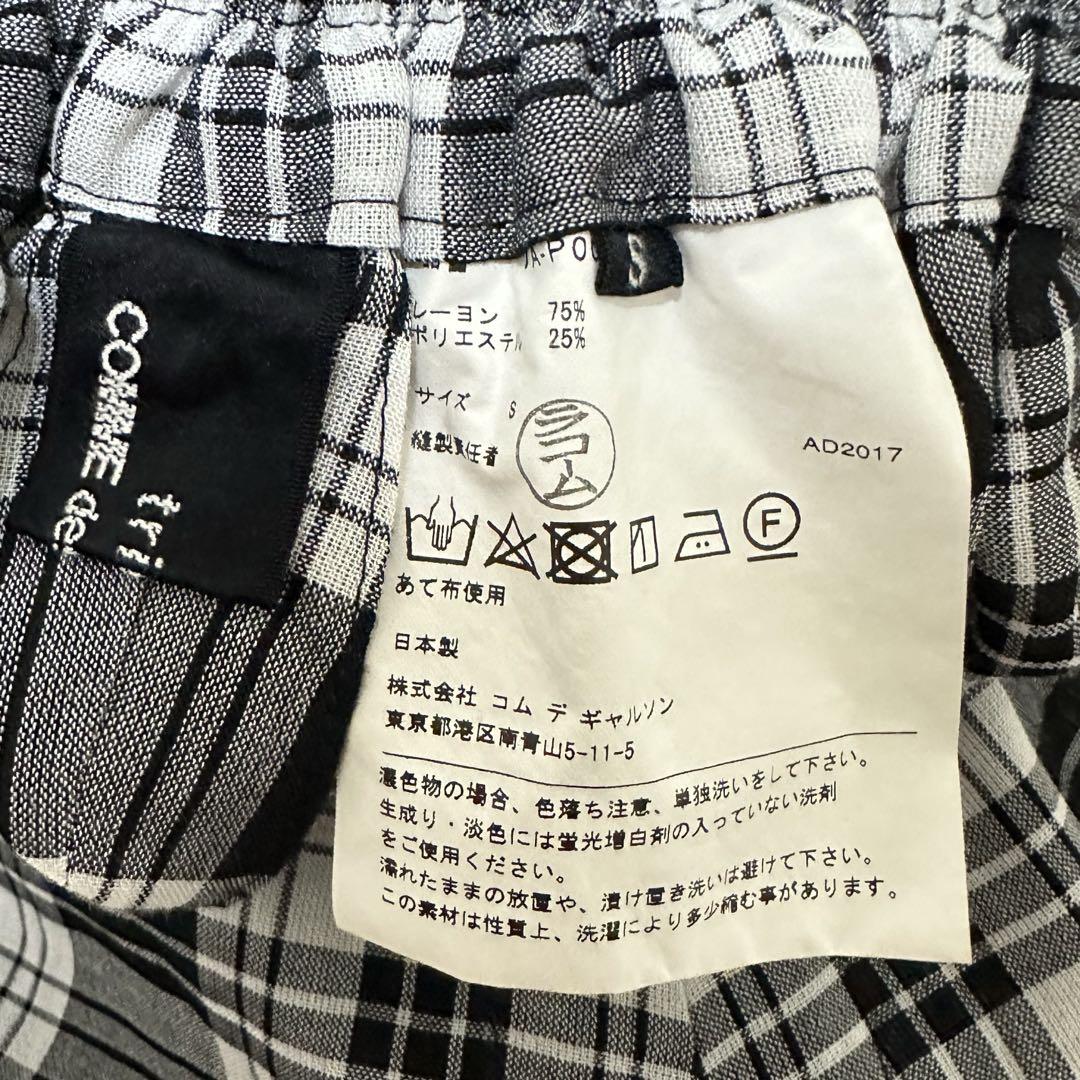 COMME
de
tri
S
A-PO
レーヨン 75%
ポリエステル 25%
サイズ S
縫製責任者 ラコーム
AD2017
F
あて布使用
日本製
株式会社 コム デ ギャルソン
東京都港区南青山5-11-5
濃色物の場合、色落ち注意、単独洗いをして下さい。
生成り・淡色には蛍光増白剤の入っていない洗剤
をご使用ください。
濡れたままの放置や、漬け置き洗いは避けて下さい。
この素材は性質上、洗濯により多少縮む事があります。